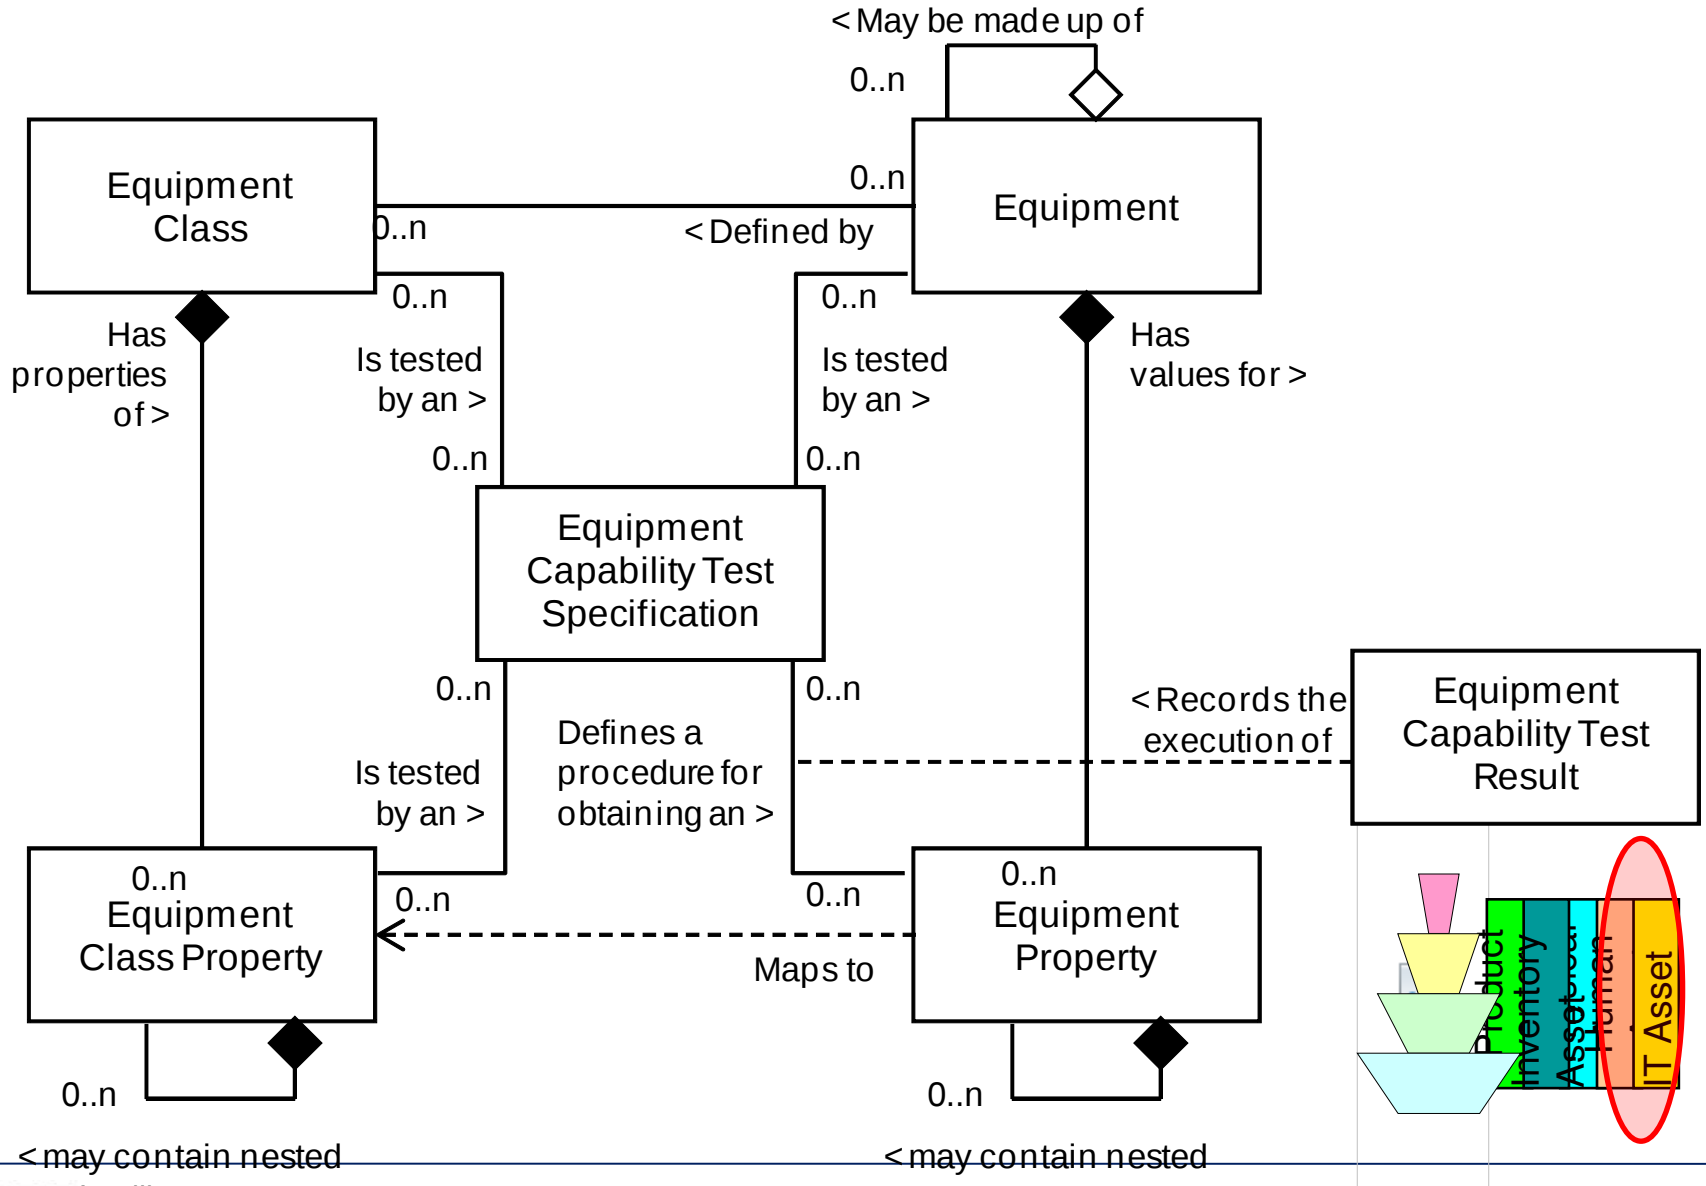 < May be made up of
0..n
Equipment
Class
0..n
Equipment
0..n
< Defined by
0..n
0..n
Has
properties
of >
Is tested
by an >
Is tested
by an >
Has
values for >
0..n
0..n
Equipment
Capability Test
Specification
0..n
0..n
< Records the
execution of
Equipment
Capability Test
Result
Defines a
procedure for
obtaining an >
Is tested
by an >
0..n
Equipment
Class Property
0..n
0..n
0..n
Equipment
Property
Maps to
Inventory
Asset
Human
IT Asset
0..n
0..n
< may contain nested
< may contain nested